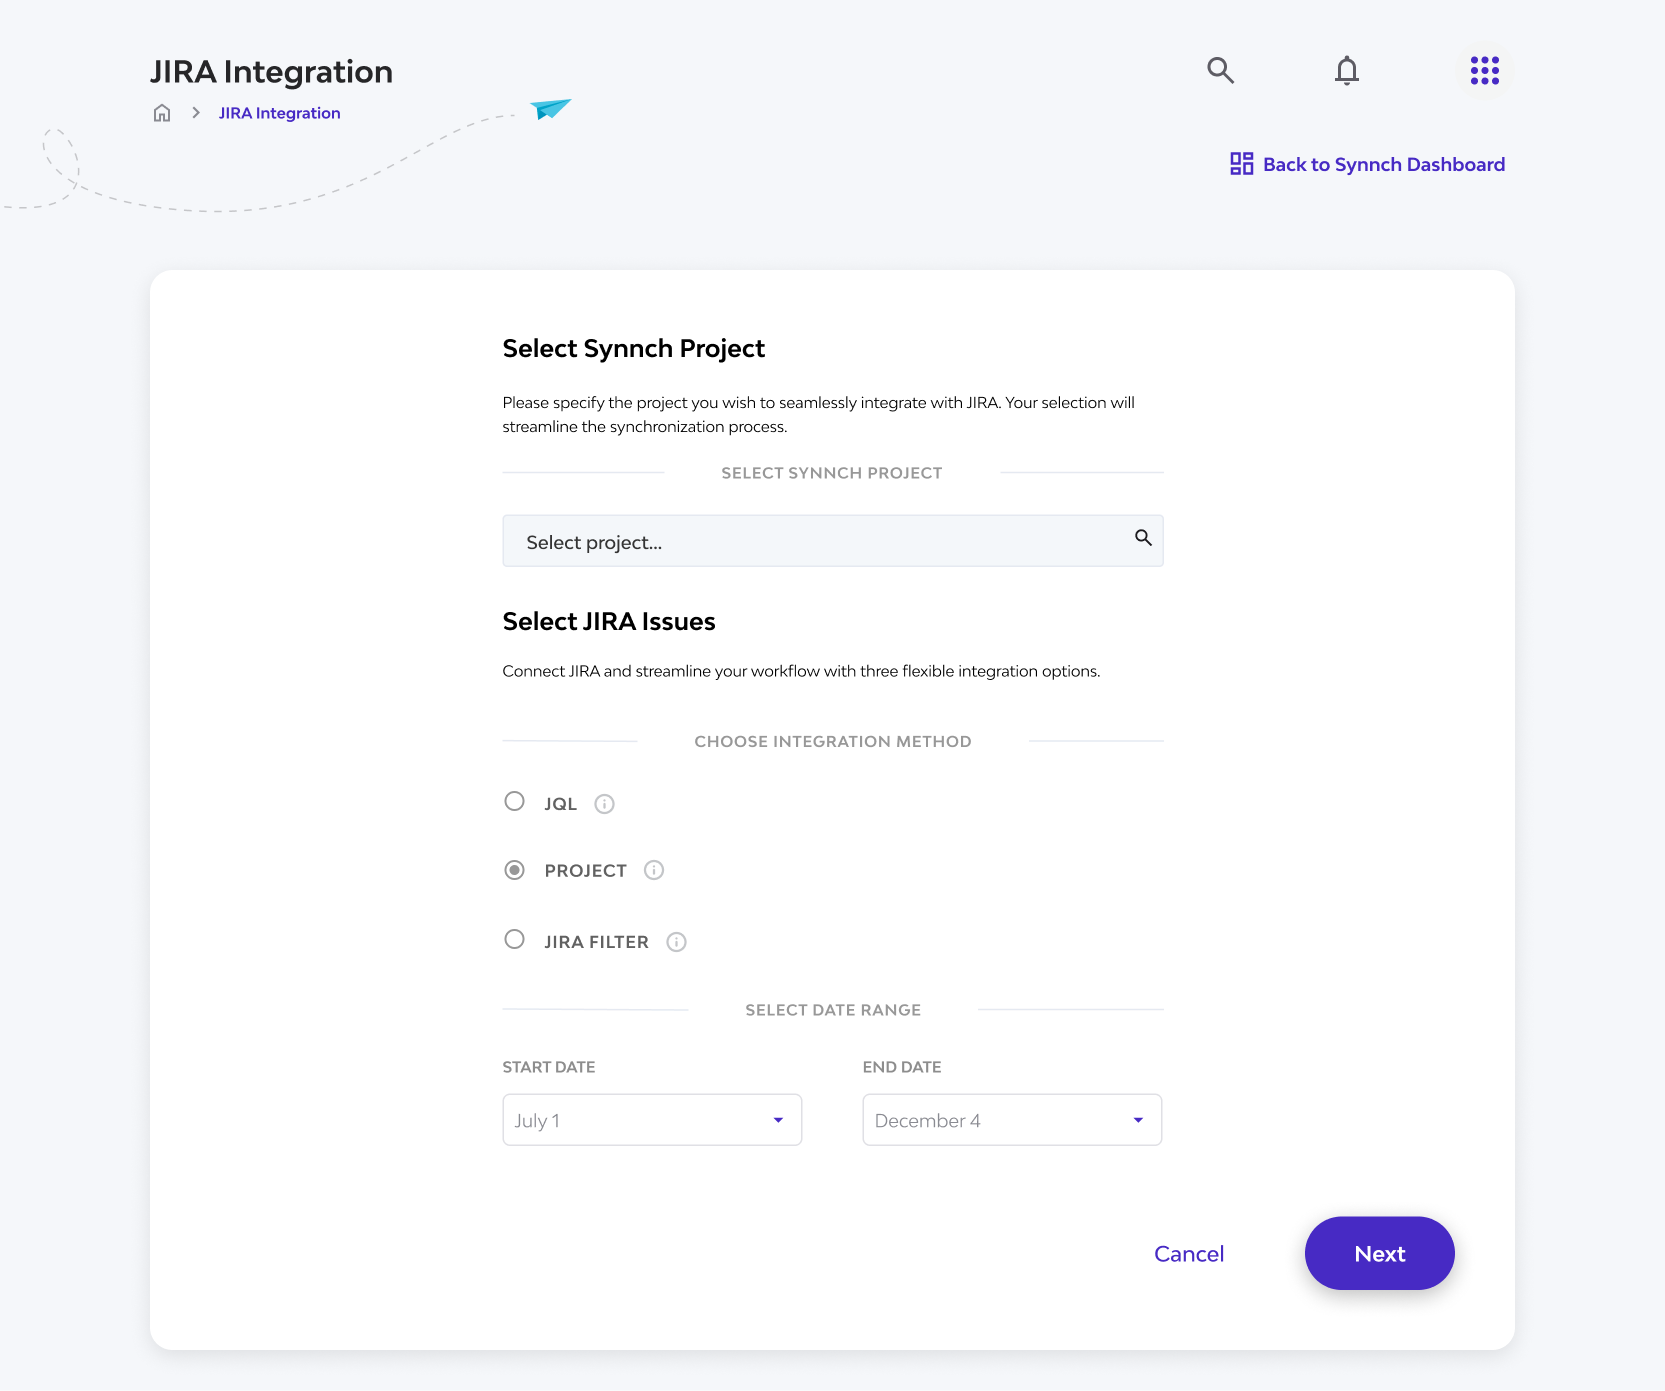 JIRA Integration
JIRA Integration
Back to Synnch Dashboard
Select Synnch Project
Please specify the project you wish to seamlessly integrate with JIRA. Your selection will
streamline the synchronization process.
SELECT SYNNCH PROJECT
Select project...
Select JIRA Issues
Connect JIRA and streamline your workflow with three flexible integration options.
CHOOSE INTEGRATION METHOD
JQL
PROJECT
JIRA FILTER
SELECT DATE RANGE
START DATE
END DATE
July 1
December 4
Cancel
Next